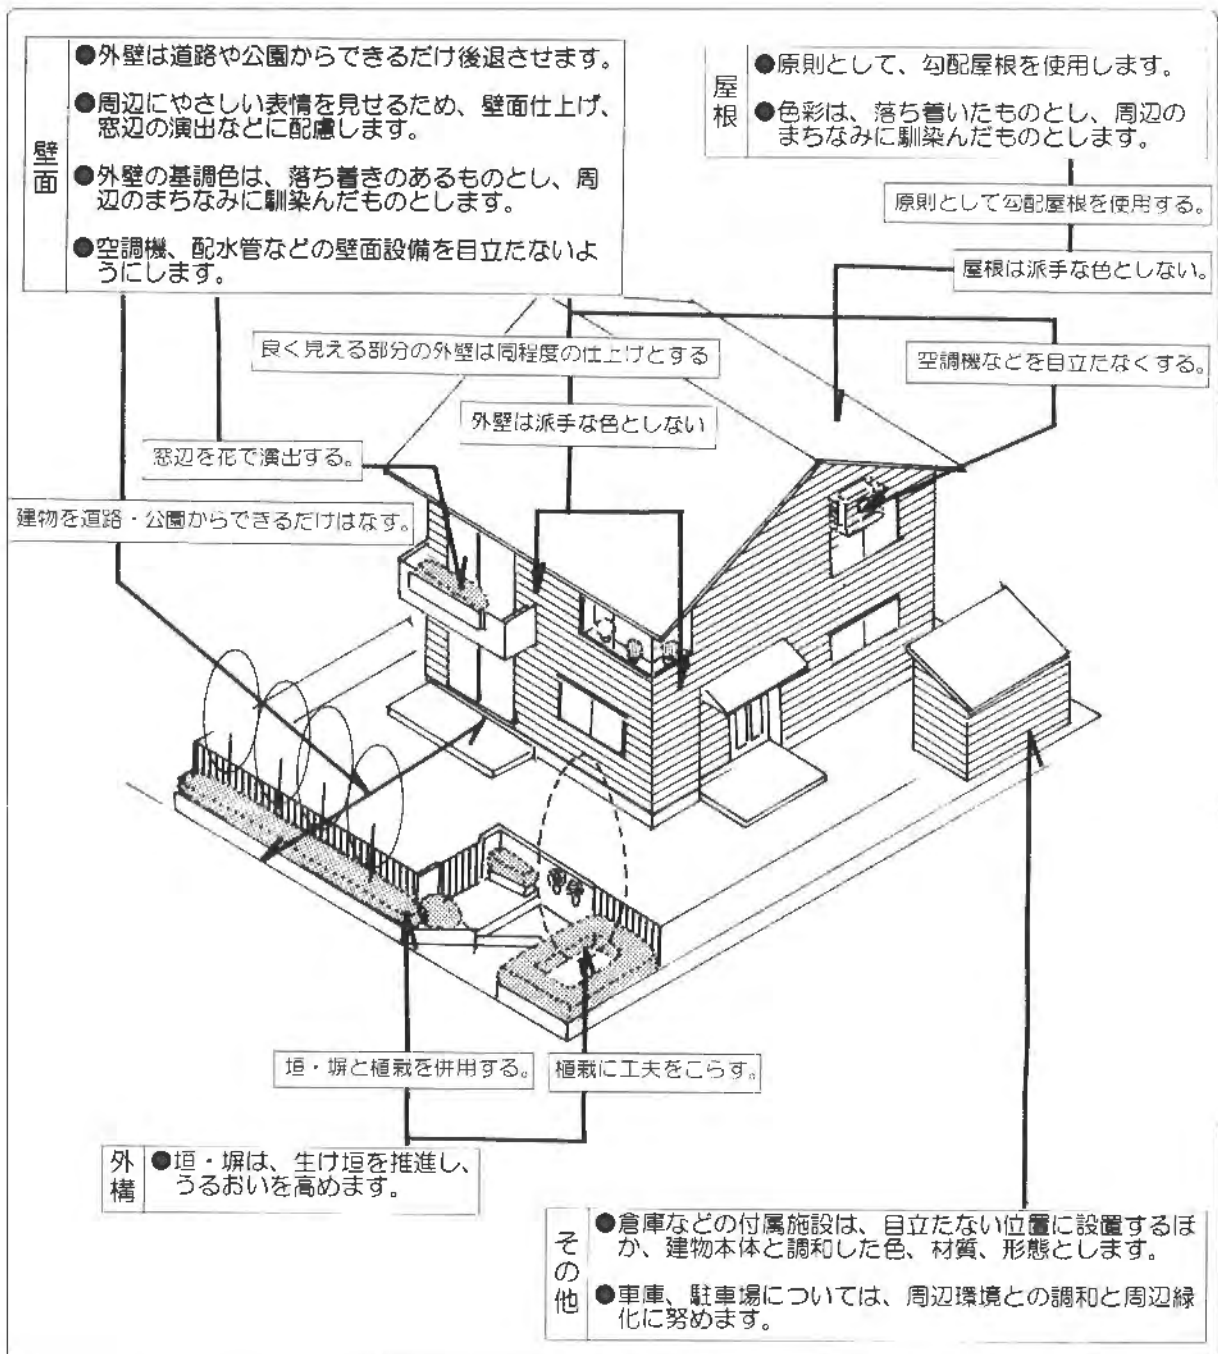 壁面
●外壁は道路や公園からできるだけ後退させます。
●周辺にやさしい表情を見せるため、壁面仕上げ、
窓辺の演出などに配慮します。
●外壁の基調色は、落ち着きのあるものとし、周
辺のまちなみに馴染んだものとします。
●空調機、配水管などの壁面設備を目立たないよ
うにします。
屋根
●原則として、勾配屋根を使用します。
●色彩は、落ち着いたものとし、周辺の
まちなみに馴染んだものとします。
原則として勾配屋根を使用する。
屋根は派手な色としない。
良く見える部分の外壁は同程度の仕上げとする
空調機などを目立たなくする。
外壁は派手な色としない
窓辺を花で演出する。
建物を道路・公園からできるだけはなす。
垣・塀と植栽を併用する。
植栽に工夫をこらす。
外構
●垣・塀は、生け垣を推進し、
うるおいを高めます。
その他
●倉庫などの付属施設は、目立たない位置に設置するほ
か、建物本体と調和した色、材質、形態とします。
●車庫、駐車場については、周辺環境との調和と周辺緑
化に努めます。